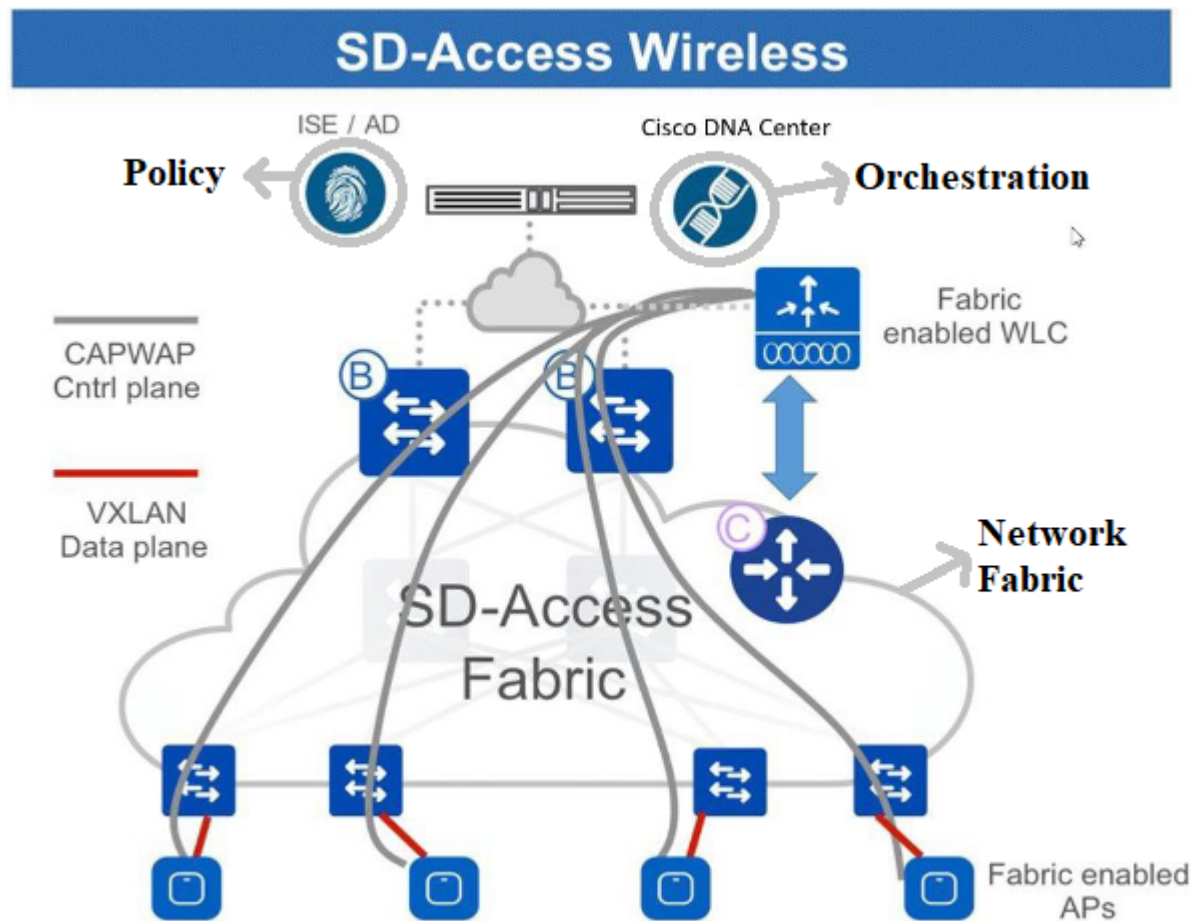 SD-Access Wireless
ISE / AD
Cisco DNA Center
Policy
Orchestration
Fabric
enabled WLC
CAPWAP
Cntrl plane
B
B
VXLAN
Data plane
C
Network
Fabric
SD-Access
Fabric
Fabric enabled
APs